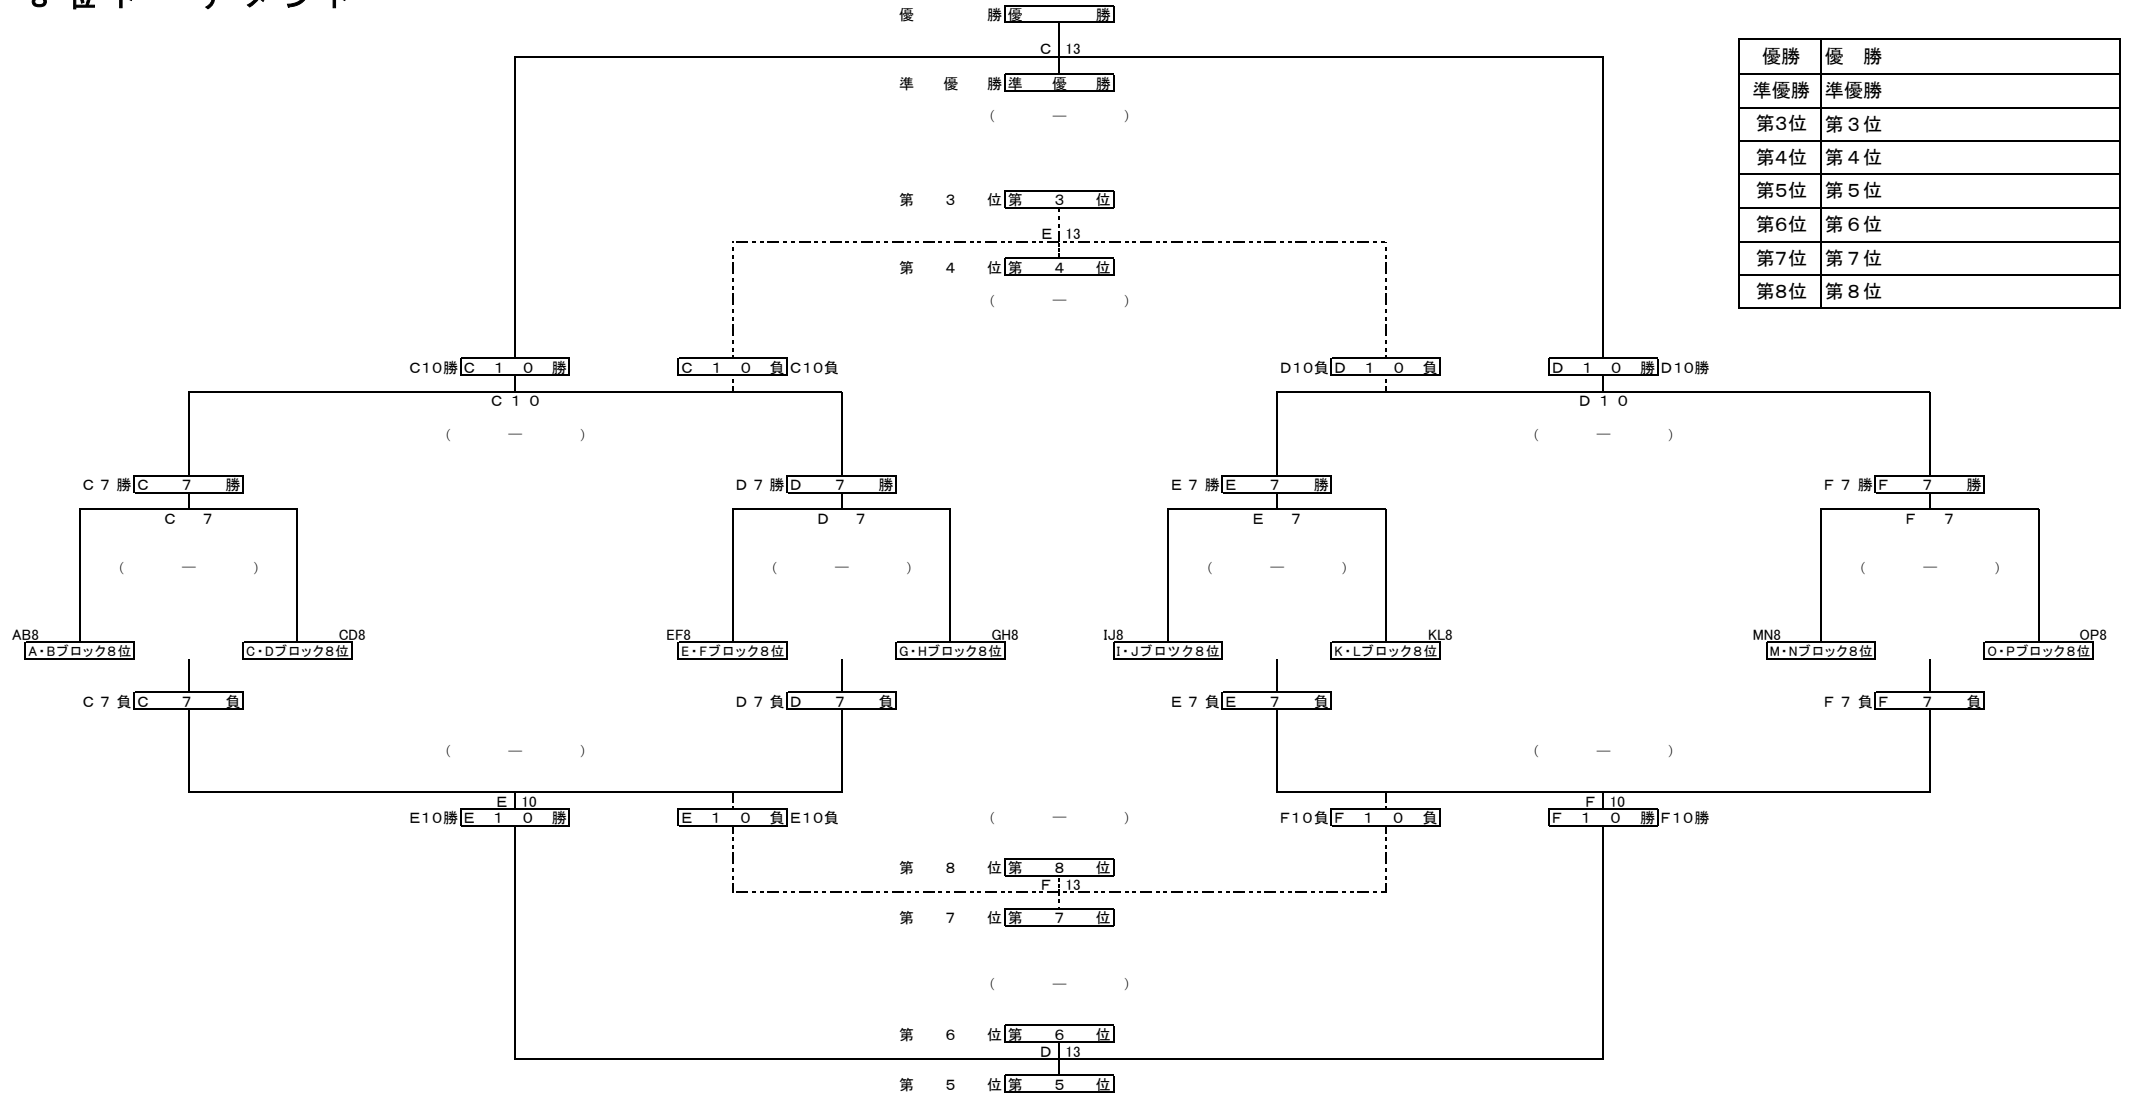 優 勝 優 勝
C 13
準 優 勝 準 優 勝
( — )
優勝 優 勝
準優勝 準優勝
第3位 第３位
第4位 第４位
第5位 第５位
第6位 第６位
第7位 第７位
第8位 第８位
第 3 位 第 3 位
E 13
第 4 位 第 4 位
( — )
C10勝 C 1 0 勝 C 1 0 負 C10負 D10負 D 1 0 負 D 1 0 勝 D10勝
C 1 0 D 1 0
( — ) ( — )
C 7 勝 C 7 勝 D 7 勝 D 7 勝 E 7 勝 E 7 勝 F 7 勝 F 7 勝
C 7 D 7 E 7 F 7
( — ) ( — ) ( — ) ( — )
AB8 CD8 EF8 GH8 IJ8 KL8 MN8 OP8
A・Bブロック8位 C・Dブロック8位 E・Fブロック8位 G・Hブロック8位 I・Jブロツク8位 K・Lブロック8位 M・Nブロック8位 O・Pブロック8位
C 7 負 C 7 負 D 7 負 D 7 負 E 7 負 E 7 負 F 7 負 F 7 負
( — ) ( — )
E 10 F 10
E10勝 E 1 0 勝 E 1 0 負 E10負 ( — ) F10負 F 1 0 負 F 1 0 勝 F10勝
第 8 位 第 8 位
F 13
第 7 位 第 7 位
( — )
第 6 位 第 6 位
D 13
第 5 位 第 5 位